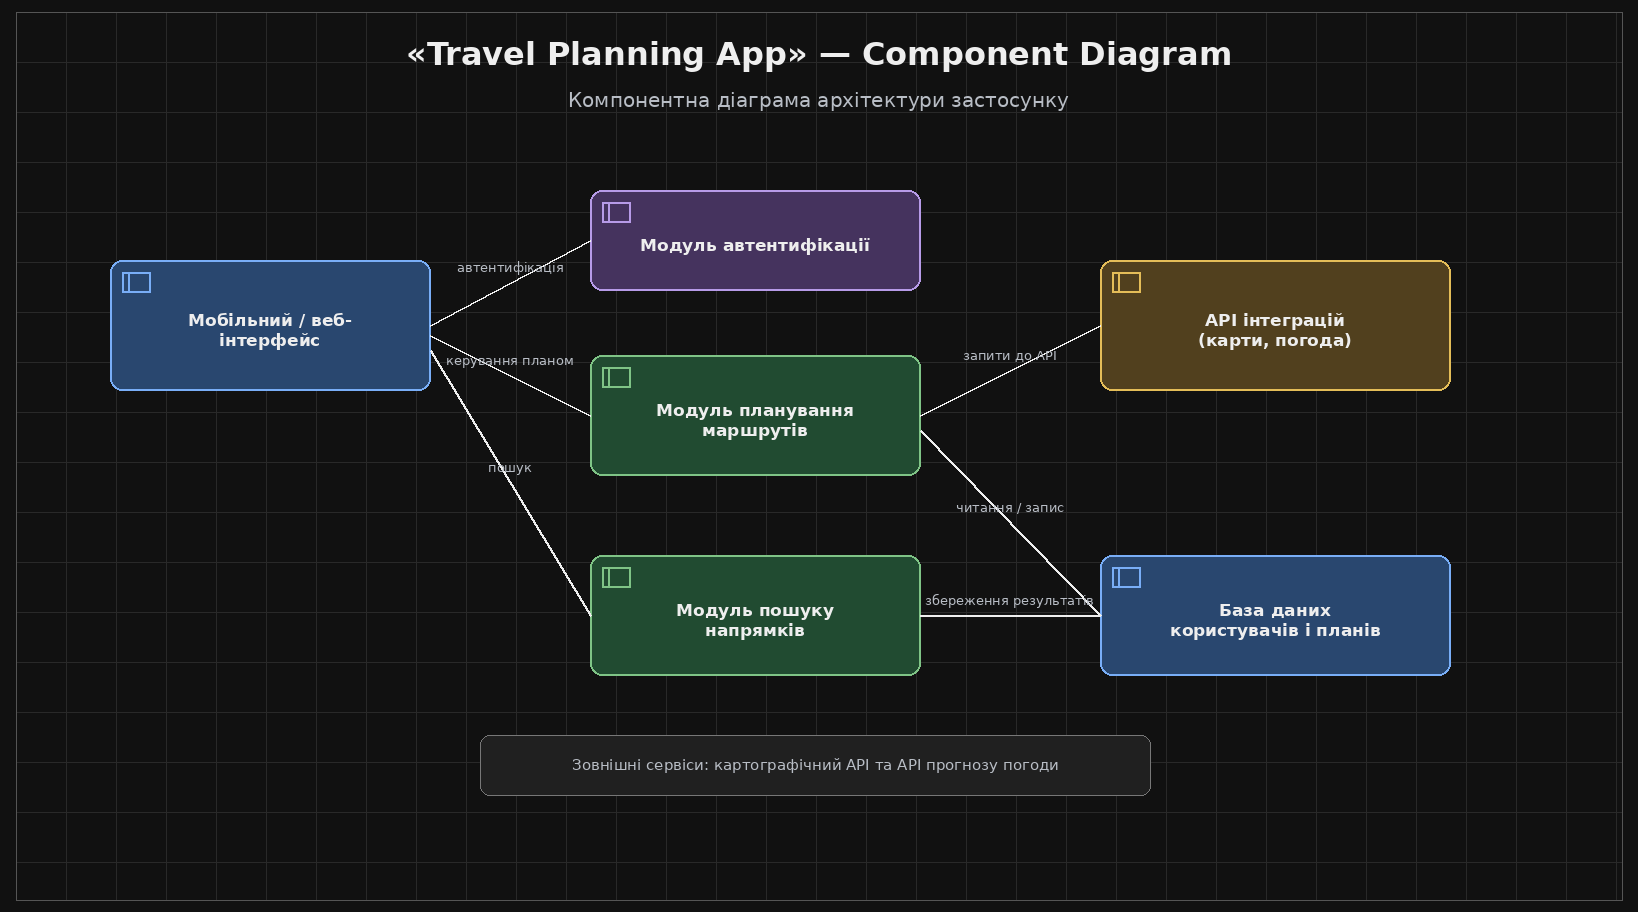 «Travel Planning App» — Component Diagram
Компонентна діаграма архітектури застосунку
Модуль автентифікації
автентифікація
Мобільний / веб-
інтерфейс
API інтеграцій
(карти, погода)
керування планом
запити до API
Модуль планування
маршрутів
пошук
читання / запис
збереження результатів
Модуль пошуку
напрямків
База даних
користувачів і планів
Зовнішні сервіси: картографічний API та API прогнозу погоди